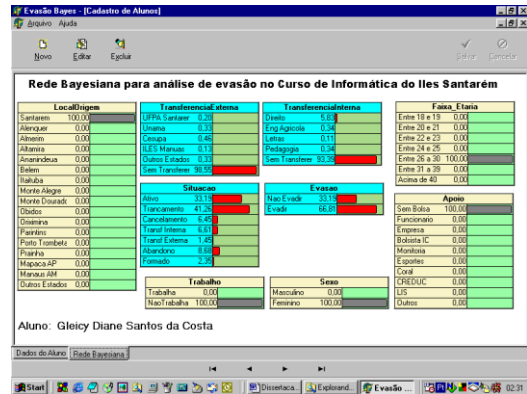 Evasão Bayes - [Cadastro de Alunos]
Arquivo Ajuda
Novo Editar Excluir Salvar Cancelar
Rede Bayesiana para análise de evasão no Curso de Informática do Iles Santarém
LocalOrigem
Santarem 100,00
Alenquer 0,00
Almerim 0,00
Altamira 0,00
Ananindeua 0,00
Belem 0,00
Itaituba 0,00
Monte Alegre 0,00
Monte Dourado 0,00
Obidos 0,00
Oriximina 0,00
Parintins 0,00
Porto Trombeta 0,00
Prainha 0,00
Mapaca AP 0,00
Manaus AM 0,00
Outros Estados 0,00
TransferenciaExterna
UFPA Santarer 0,20
Unama 0,33
Cesupa 0,46
ILES Manaus 0,13
Outros Estados 0,33
Sem Transferer 98,55
TransferenciaInterna
Direito 5,83
Eng Agricola 0,34
Letras 0,11
Pedagogia 0,34
Sem Transferer 93,39
Faixa_Etaria
Entre 18 e 19 0,00
Entre 20 e 21 0,00
Entre 22 e 23 0,00
Entre 24 e 25 0,00
Entre 26 a 30 100,00
Entre 31 a 39 0,00
Acima de 40 0,00
Situacao
Ativo 33,19
Trancamento 41,26
Cancelamento 6,45
Transf Interna 6,61
Transf Externa 1,45
Abandono 8,68
Formado 2,35
Evasao
Nao Evadir 33,19
Evadir 66,81
Apoio
Sem Bolsa 100,00
Funcionario 0,00
Empresa 0,00
Bolsista IC 0,00
Monitoria 0,00
Esportes 0,00
Coral 0,00
CREDUC 0,00
LIS 0,00
Outros 0,00
Trabalho
Trabalha 0,00
NaoTrabalha 100,00
Sexo
Masculino 0,00
Feminino 100,00
Aluno: Gleicy Diane Santos da Costa
Dados do Aluno Rede Bayesiana
Start Dissertaca... Explorand... Evasão ... 02:31